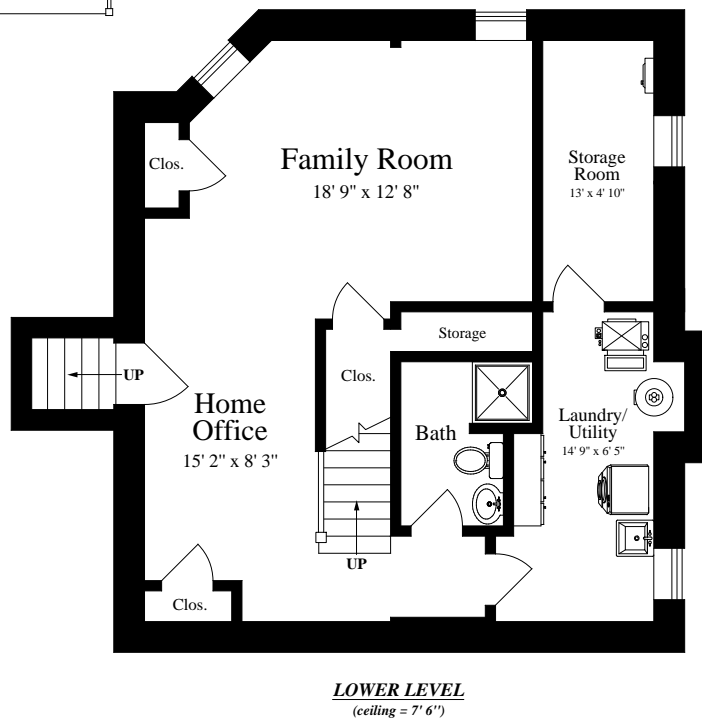 Clos.
Family Room
18' 9" x 12' 8"
Storage
Room
13' x 4' 10"
Storage
Clos.
UP
Home
Office
15' 2" x 8' 3"
Bath
Laundry/
Utility
14' 9" x 6' 5"
UP
Clos.
LOWER LEVEL
(ceiling = 7' 6")